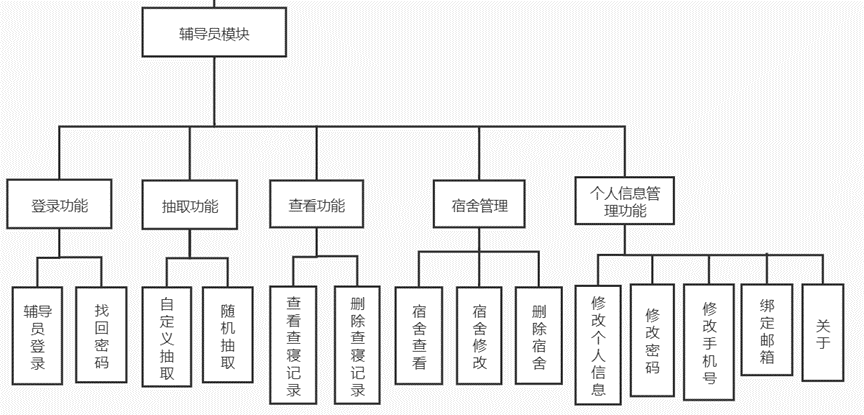 辅导员模块
登录功能
抽取功能
查看功能
宿舍管理
个人信息管
理功能
辅导
员
登
录
找
回
密
码
自
定
义
抽
取
随
机
抽
取
查
看
查
寝
记
录
删
除
查
寝
记
录
宿
舍
查
看
宿
舍
修
改
删
除
宿
舍
修
改
个
人
信
息
修
改
密
码
修
改
手
机
号
绑
定
邮
箱
关
于